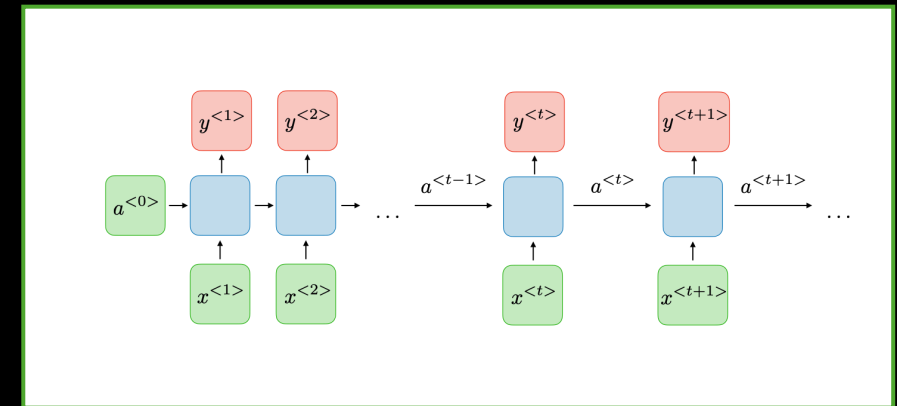 y^{<1>} y^{<2>} y^{<t>} y^{<t+1>}
a^{<0>} ... a^{<t-1>} a^{<t>} a^{<t+1>} ...
x^{<1>} x^{<2>} x^{<t>} x^{<t+1>}